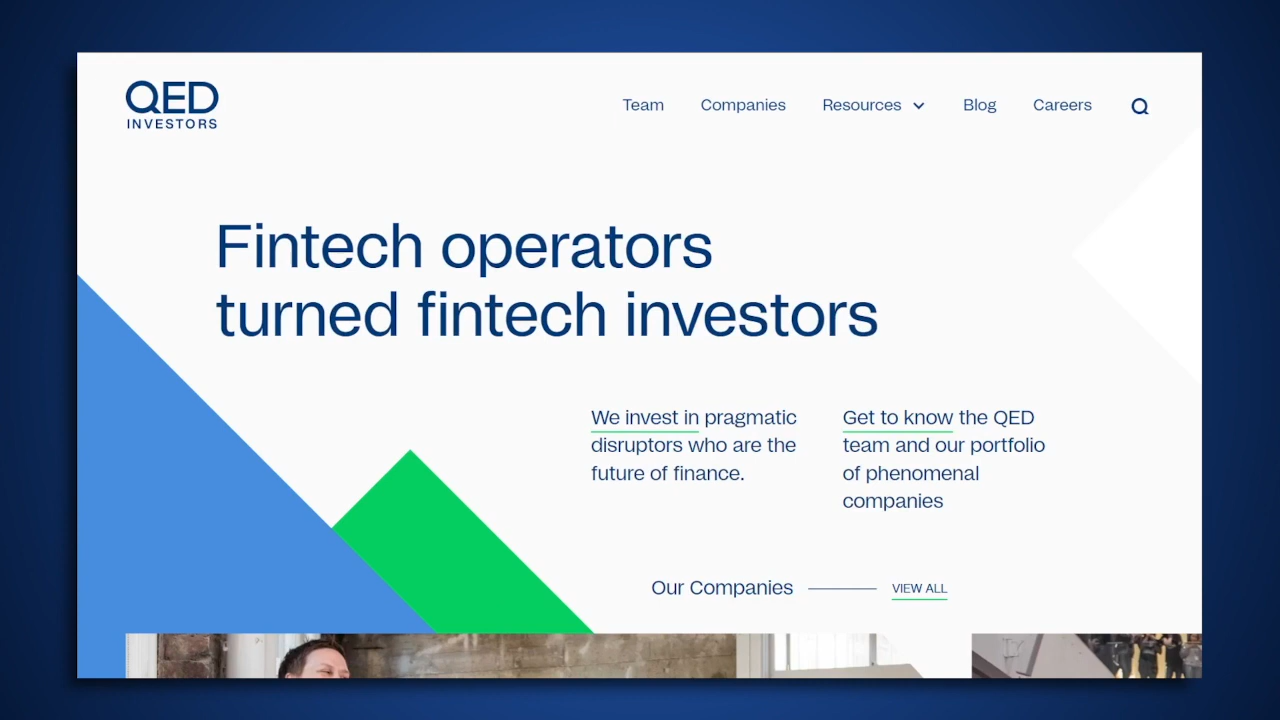 QED
INVESTORS
Team
Companies
Resources
Blog
Careers
Fintech operators
turned fintech investors
We invest in pragmatic
disruptors who are the
future of finance.
Get to know the QED
team and our portfolio
of phenomenal
companies
Our Companies
VIEW ALL